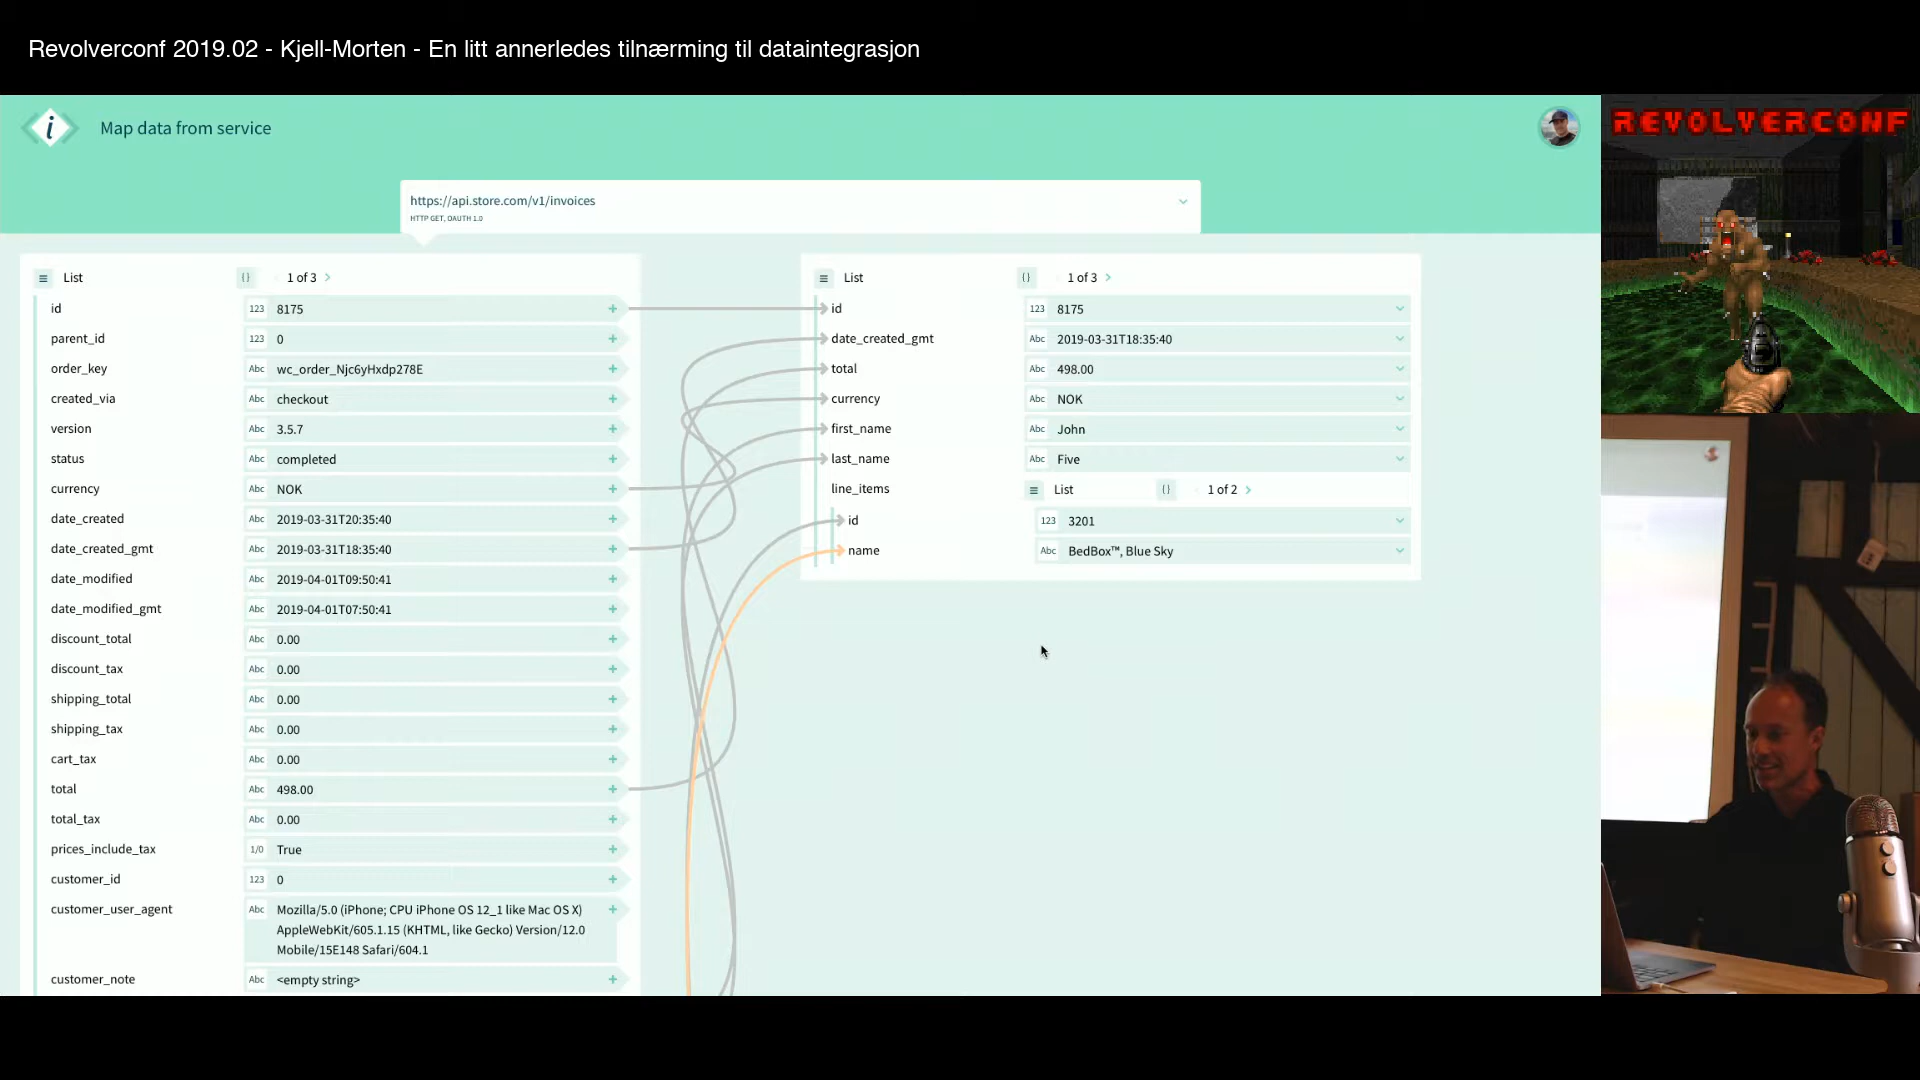 Revolverconf 2019.02 - Kjell-Morten - En litt annerledes tilnærming til dataintegrasjon
REVOLVERCONF
i Map data from service
https://api.store.com/v1/invoices
HTTP GET, OAUTH 1.0
List {} 1 of 3
id 123 8175
parent_id 123 0
order_key Abc wc_order_Njc6yHxdp278E
created_via Abc checkout
version Abc 3.5.7
status Abc completed
currency Abc NOK
date_created Abc 2019-03-31T20:35:40
date_created_gmt Abc 2019-03-31T18:35:40
date_modified Abc 2019-04-01T09:50:41
date_modified_gmt Abc 2019-04-01T07:50:41
discount_total Abc 0.00
discount_tax Abc 0.00
shipping_total Abc 0.00
shipping_tax Abc 0.00
cart_tax Abc 0.00
total Abc 498.00
total_tax Abc 0.00
prices_include_tax 1/0 True
customer_id 123 0
customer_user_agent Abc Mozilla/5.0 (iPhone; CPU iPhone OS 12_1 like Mac OS X)
AppleWebKit/605.1.15 (KHTML, like Gecko) Version/12.0
Mobile/15E148 Safari/604.1
customer_note Abc <empty string>
List {} 1 of 3
id 123 8175
date_created_gmt Abc 2019-03-31T18:35:40
total Abc 498.00
currency Abc NOK
first_name Abc John
last_name Abc Five
line_items List {} 1 of 2
id 123 3201
name Abc BedBox™, Blue Sky